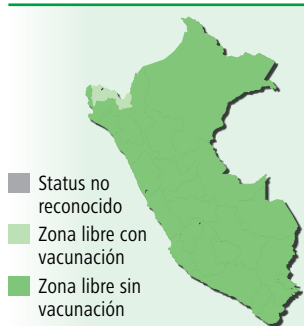 Status no
reconocido
Zona libre con
vacunación
Zona libre sin
vacunación